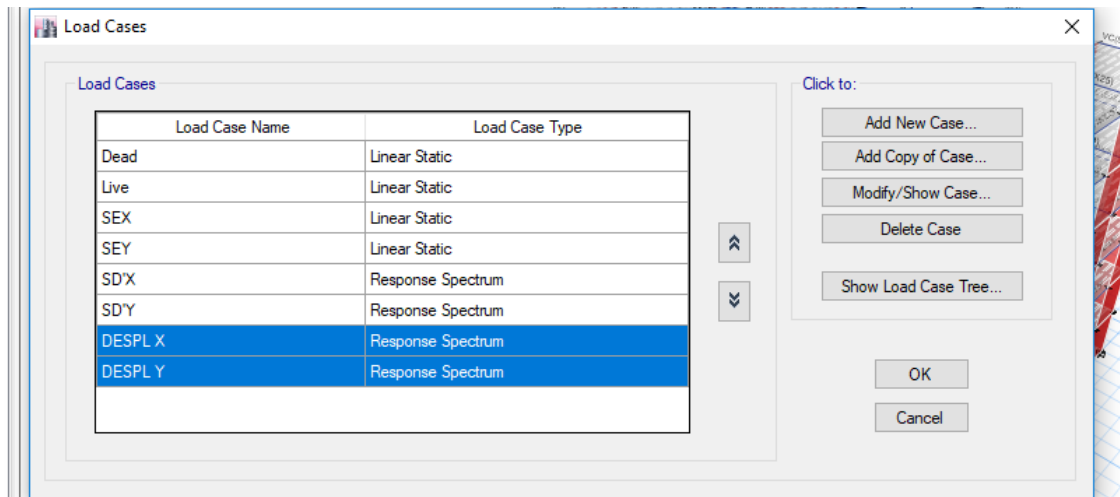 Load Cases
Load Cases
Load Case Name Load Case Type
Dead Linear Static
Live Linear Static
SEX Linear Static
SEY Linear Static
SD'X Response Spectrum
SD'Y Response Spectrum
DESPL X Response Spectrum
DESPL Y Response Spectrum
Click to:
Add New Case...
Add Copy of Case...
Modify/Show Case...
Delete Case
Show Load Case Tree...
OK
Cancel